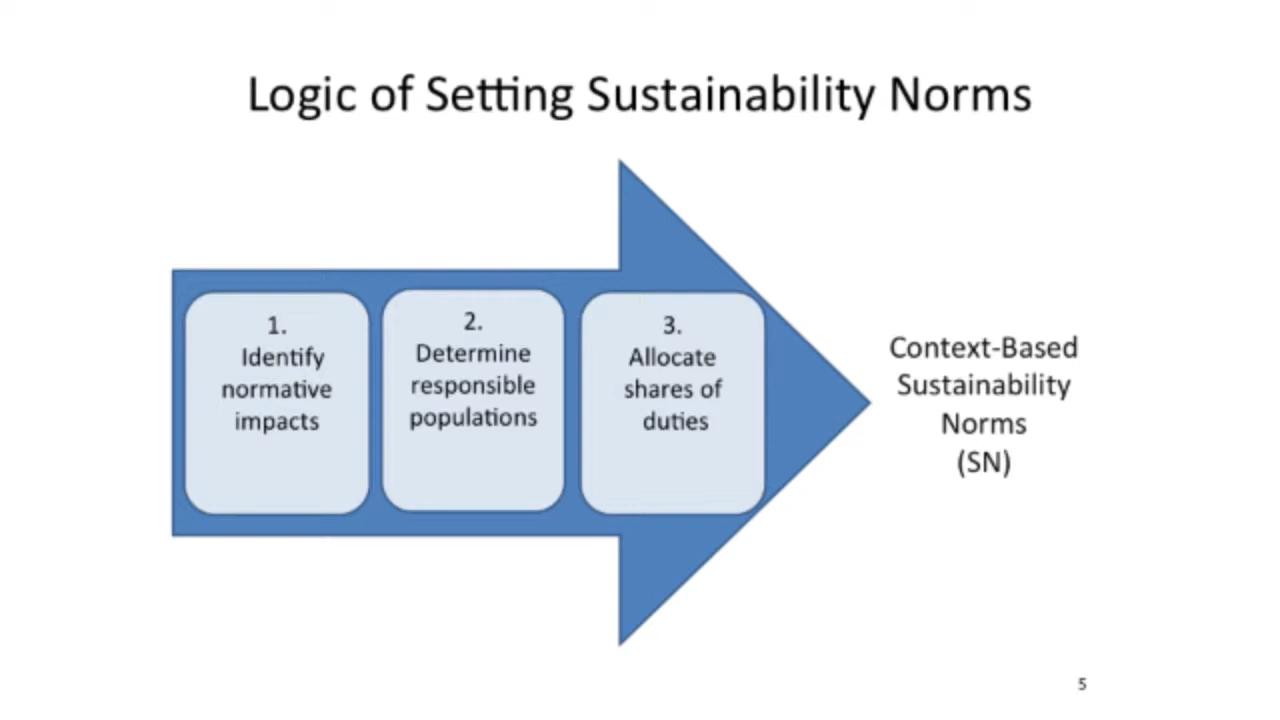 Logic of Setting Sustainability Norms
1.
Identify
normative
impacts
2.
Determine
responsible
populations
3.
Allocate
shares of
duties
Context-Based
Sustainability
Norms
(SN)
5